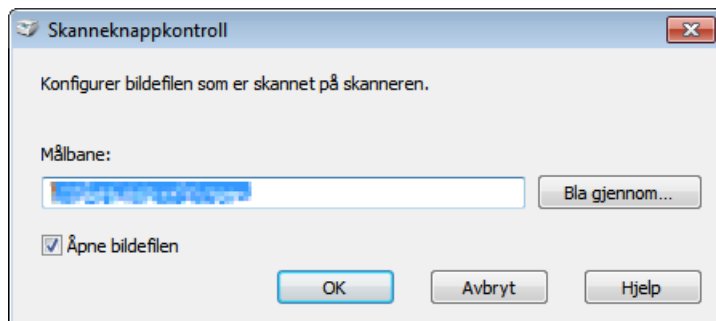 Skanneknappkontroll
Konfigurer bildefilen som er skannet på skanneren.
Målbane:
Bla gjennom...
Åpne bildefilen
OK Avbryt Hjelp